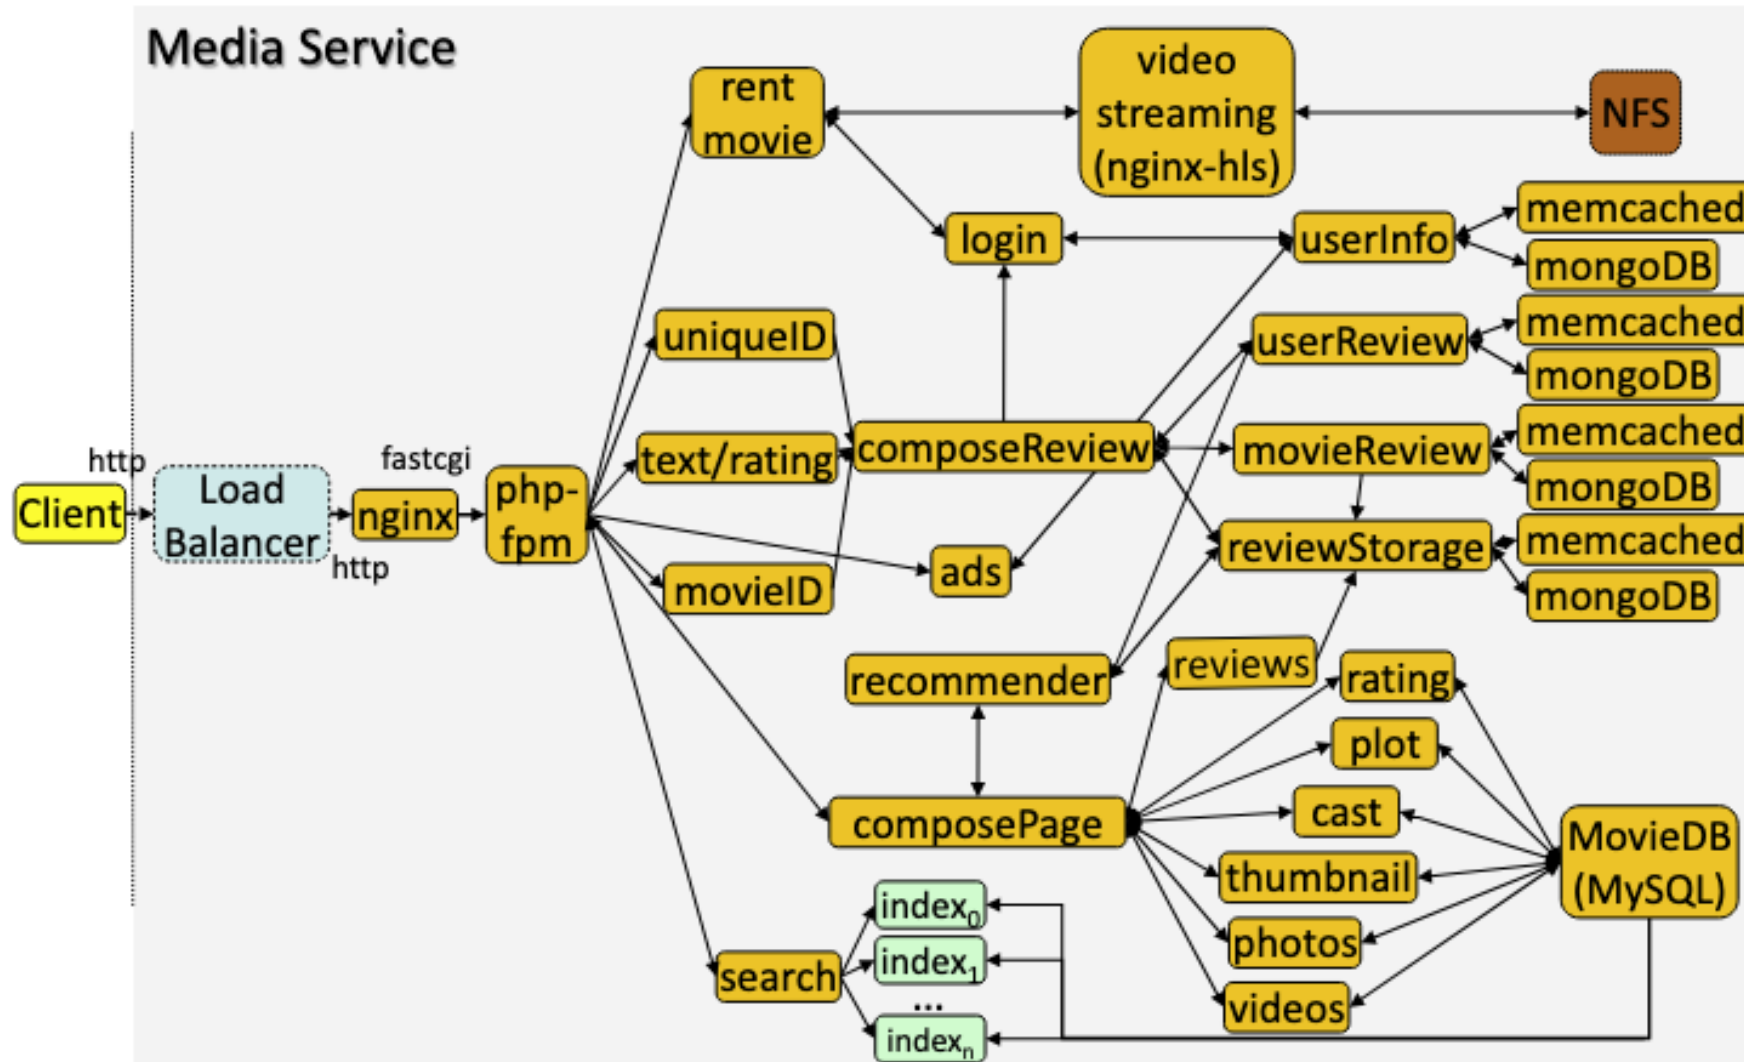 Media Service
rent
movie
video
streaming
(nginx-hls)
NFS
login
userInfo
memcached
mongoDB
uniqueID
userReview
memcached
mongoDB
text/rating
composeReview
movieReview
memcached
mongoDB
http
fastcgi
Client
Load
Balancer
http
nginx
php-
fpm
movieID
ads
reviewStorage
memcached
mongoDB
recommender
reviews
rating
plot
composePage
cast
thumbnail
photos
videos
MovieDB
(MySQL)
search
index0
index1
...
indexn